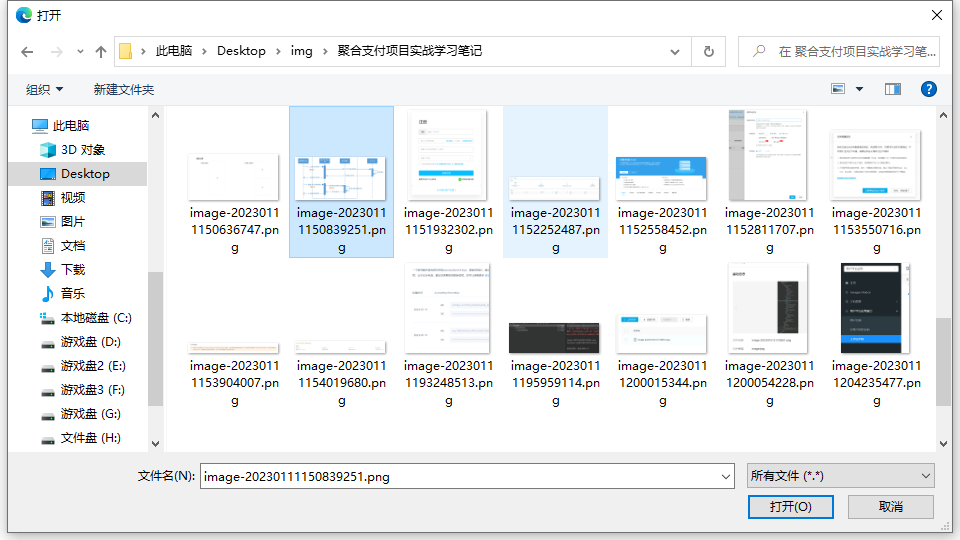 打开
此电脑 Desktop img 聚合支付项目实战学习笔记
在 聚合支付项目实战学习笔...
组织 新建文件夹
此电脑
3D 对象
Desktop
视频
图片
文档
下载
音乐
本地磁盘 (C:)
游戏盘 (D:)
游戏盘2 (E:)
游戏盘3 (F:)
游戏盘 (G:)
文件盘 (H:)
image-20230111150636747.png
image-20230111150839251.png
image-20230111151932302.png
image-20230111152252487.png
image-20230111152558452.png
image-20230111152811707.png
image-20230111153550716.png
image-20230111153904007.png
image-20230111154019680.png
image-20230111193248513.png
image-20230111195959114.png
image-20230111200015344.png
image-20230111200054228.png
image-20230111204235477.png
文件名(N): image-20230111150839251.png 所有文件 (*.*)
打开(O) 取消